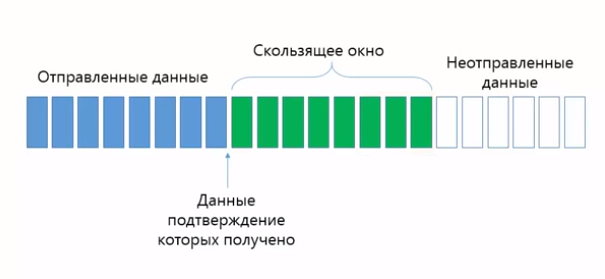 Скользящее окно
Отправленные данные
Неотправленные
данные
Данные
подтверждение
которых получено